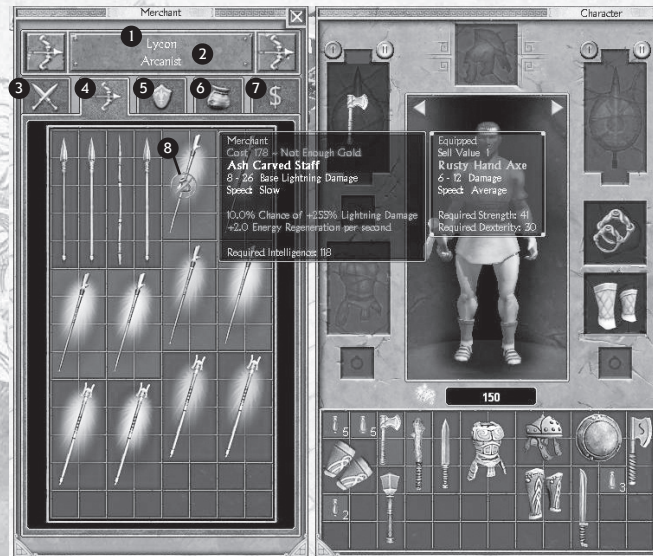 Merchant
Character
1
Lycon
2
Arcanist
3
4
5
6
7
$
I
II
I
II
8
Merchant
Cost 178 - Not Enough Gold
Ash Carved Staff
8 - 26 Base Lightning Damage
Speed: Slow
10.0% Chance of +255% Lightning Damage
+2.0 Energy Regeneration per second
Required Intelligence: 118
Equipped
Sell Value 1
Rusty Hand Axe
6 - 12 Damage
Speed: Average
Required Strength: 41
Required Dexterity: 30
150
5
5
2
3